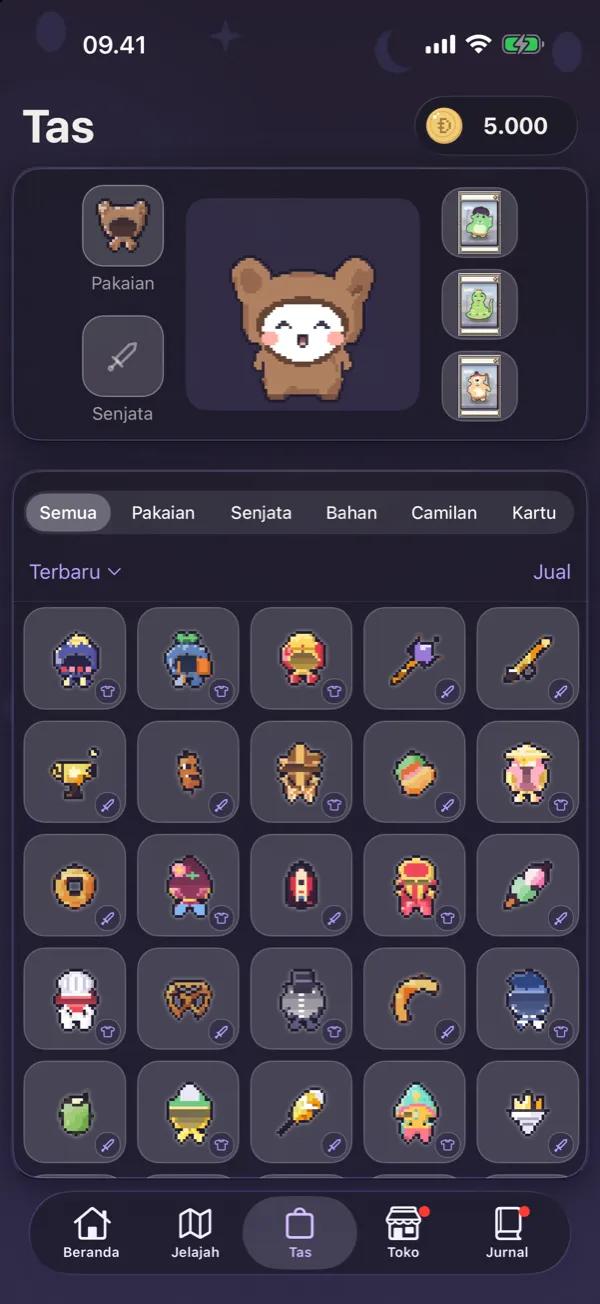 09.41
Tas
5.000
Pakaian
Senjata
Semua Pakaian Senjata Bahan Camilan Kartu
Terbaru
Jual
Beranda Jelajah Tas Toko Jurnal